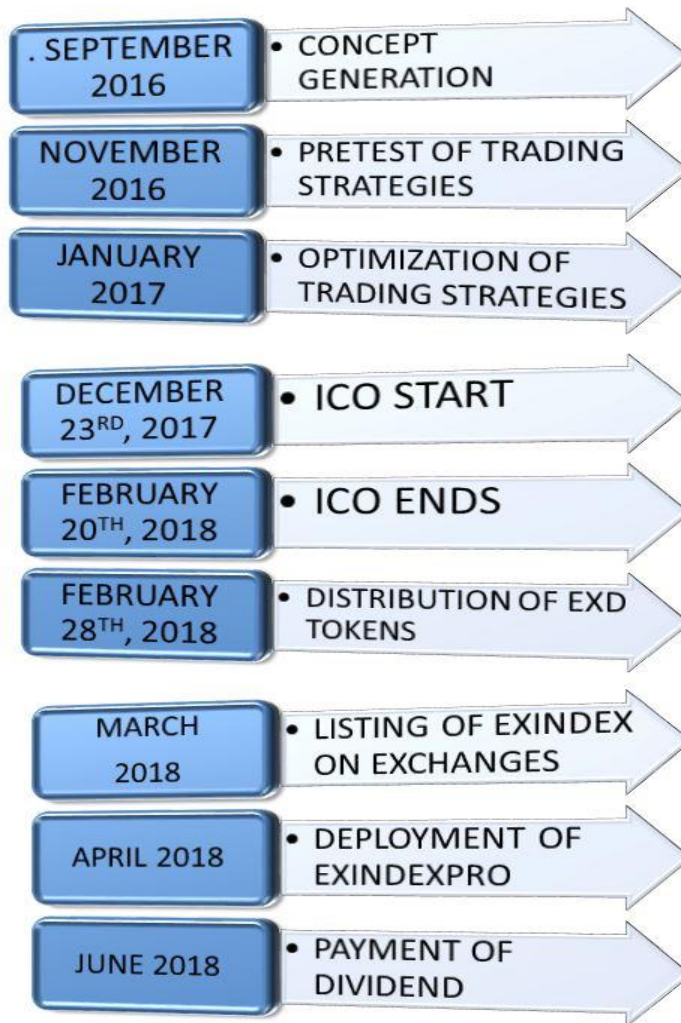 . SEPTEMBER
2016
• CONCEPT
GENERATION
NOVEMBER
2016
• PRETEST OF TRADING
STRATEGIES
JANUARY
2017
• OPTIMIZATION OF
TRADING STRATEGIES
DECEMBER
23RD, 2017
• ICO START
FEBRUARY
20TH, 2018
• ICO ENDS
FEBRUARY
28TH, 2018
• DISTRIBUTION OF EXD
TOKENS
MARCH
2018
• LISTING OF EXINDEX
ON EXCHANGES
APRIL 2018
• DEPLOYMENT OF
EXINDEXPRO
JUNE 2018
• PAYMENT OF
DIVIDEND